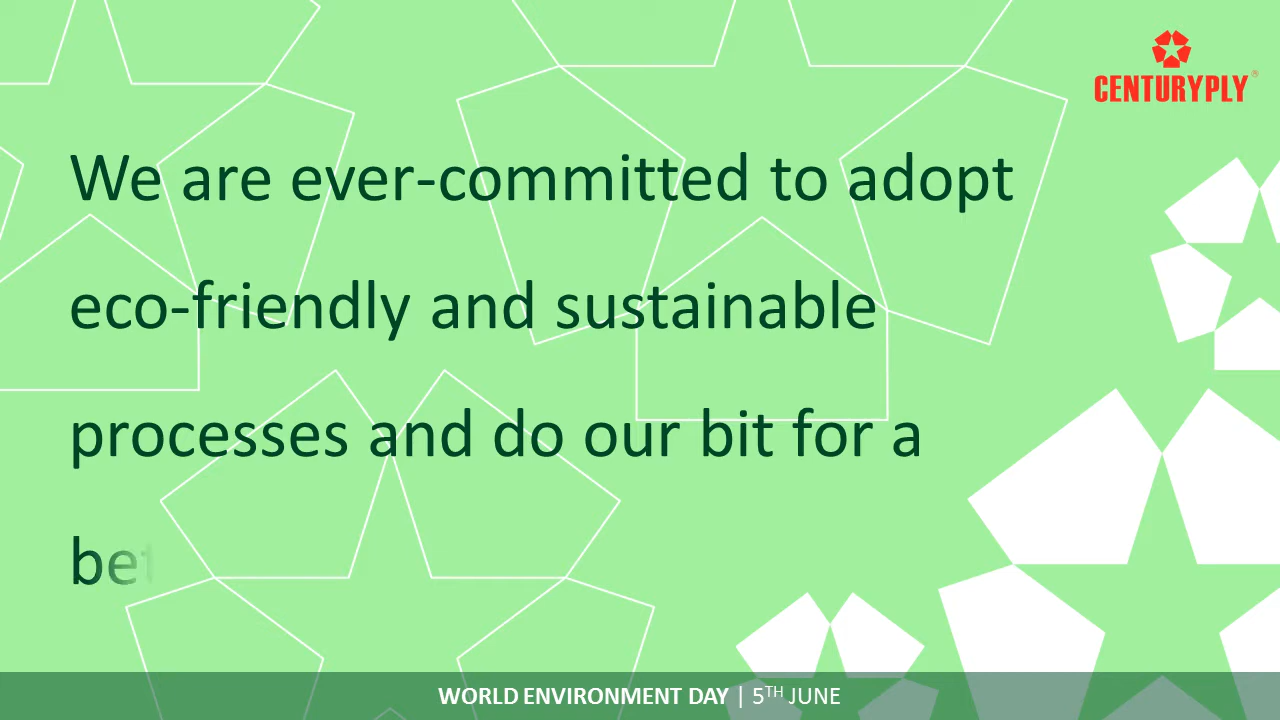 CENTURYPLY®
We are ever-committed to adopt
eco-friendly and sustainable
processes and do our bit for a
bet
WORLD ENVIRONMENT DAY | 5TH JUNE